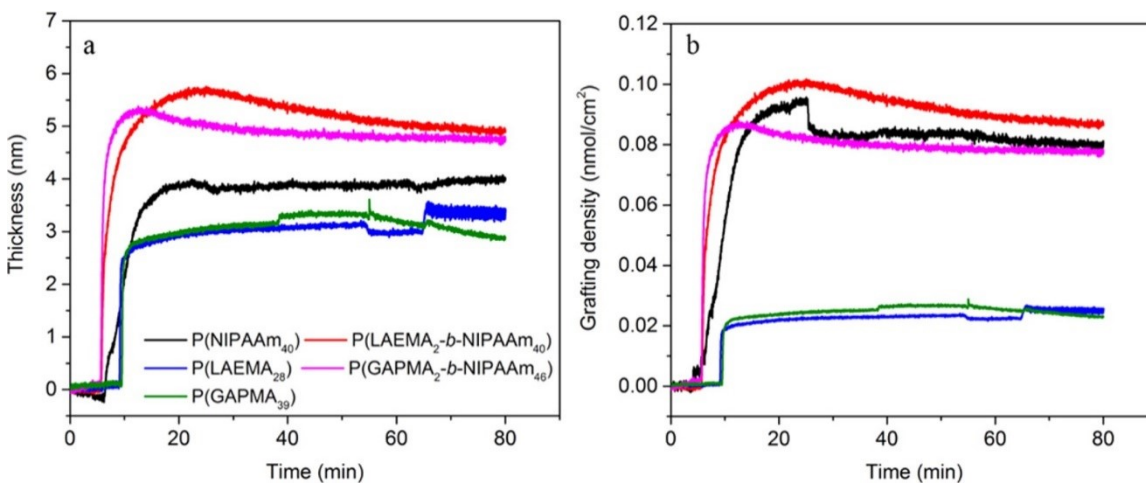 a
Thickness (nm)
7
6
5
4
3
2
1
0
P(NIPAAm40) P(LAEMA2-b-NIPAAm40)
P(LAEMA28) P(GAPMA2-b-NIPAAm46)
P(GAPMA39)
0 20 40 60 80
Time (min)
b
Grafting density (nmol/cm²)
0.12
0.10
0.08
0.06
0.04
0.02
0.00
0 20 40 60 80
Time (min)